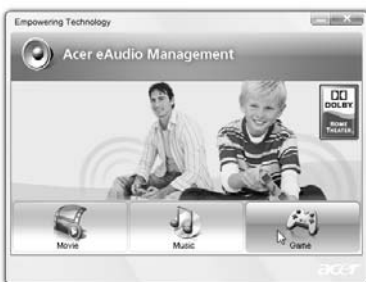 Empowering Technology
Acer eAudio Management
DOLBY
HOME
THEATER
Movie
Music
Game
acer